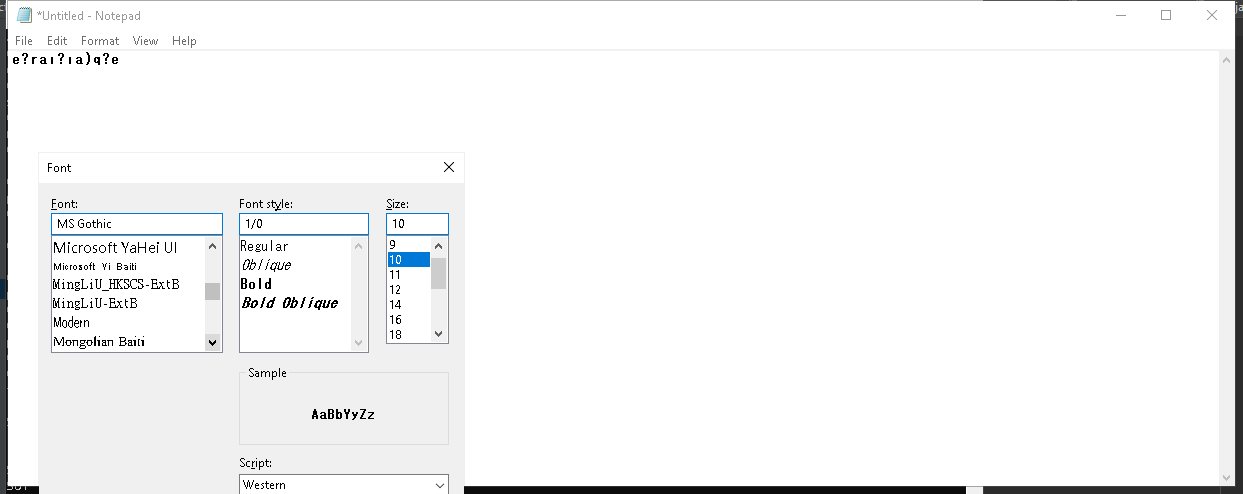 *Untitled - Notepad
File Edit Format View Help
e?raı?ıa)q?e
Font
Font: Font style: Size:
MS Gothic 1/0 10
Microsoft YaHei UI Regular 9
Microsoft Yi Baiti Oblique 10
MingLiU_HKSCS-ExtB Bold 11
MingLiU-ExtB Bold Oblique 12
Modern 14
Mongolian Baiti 16
18
Sample
AaBbYyZz
Script:
Western